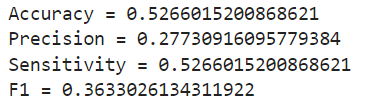 Accuracy = 0.5266015200868621
Precision = 0.27730916095779384
Sensitivity = 0.5266015200868621
F1 = 0.3633026134311922